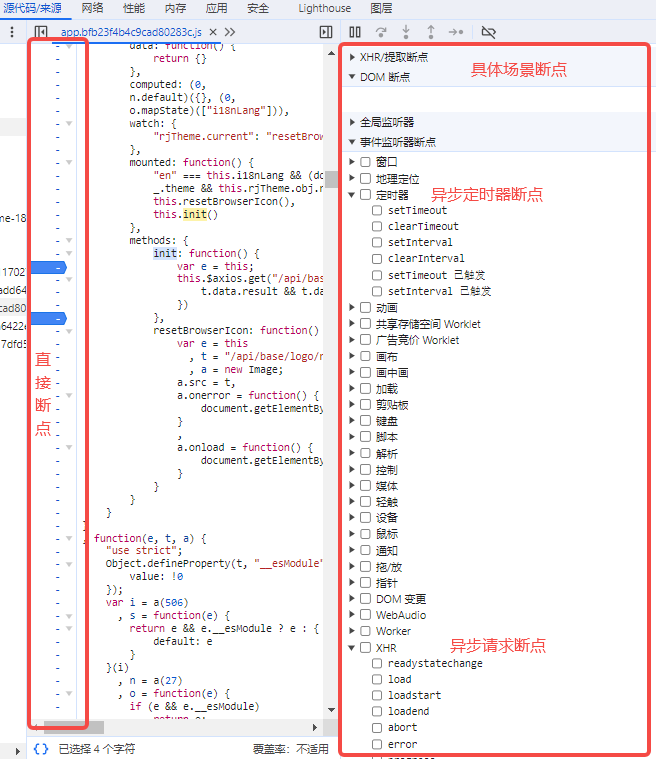 源代码/来源 网络 性能 内存 应用 安全 Lighthouse 图层
app.bfb23f4b4c9cad80283c.js
data: function() {
return {}
},
computed: (0,
n.default)({}, (0,
o.mapState)(["i18nLang"])),
watch: {
"rjTheme.current": "resetBrow
},
mounted: function() {
"en" === this.i18nLang && (do
_.theme && this.rjTheme.obj.r
this.resetBrowserIcon(),
this.init()
},
methods: {
init: function() {
var e = this;
this.$axios.get("/api/bas
t.data.result && t.da
})
},
resetBrowserIcon: function()
var e = this
, t = "/api/base/logo/r
, a = new Image;
a.src = t,
a.onerror = function() {
document.getElementBy
}
,
a.onload = function() {
document.getElementBy
}
}
}
}
}
, function(e, t, a) {
"use strict";
Object.defineProperty(t, "__esModule"
value: !0
});
var i = a(506)
, s = function(e) {
return e && e.__esModule ? e : {
default: e
}
}(i)
, n = a(27)
, o = function(e) {
if (e && e.__esModule)
return e;
me-18
1702
add64
cad80
6422e
7dfd5
直接断点
{} 已选择 4 个字符 覆盖率：不适用
XHR/提取断点
具体场景断点
DOM 断点
全局监听器
事件监听器断点
窗口
地理定位
定时器
异步定时器断点
setTimeout
clearTimeout
setInterval
clearInterval
setTimeout 已触发
setInterval 已触发
动画
共享存储空间 Worklet
广告竞价 Worklet
画布
画中画
加载
剪贴板
键盘
脚本
解析
控制
媒体
轻触
设备
鼠标
通知
拖/放
指针
DOM 变更
WebAudio
Worker
XHR
异步请求断点
readystatechange
load
loadstart
loadend
abort
error